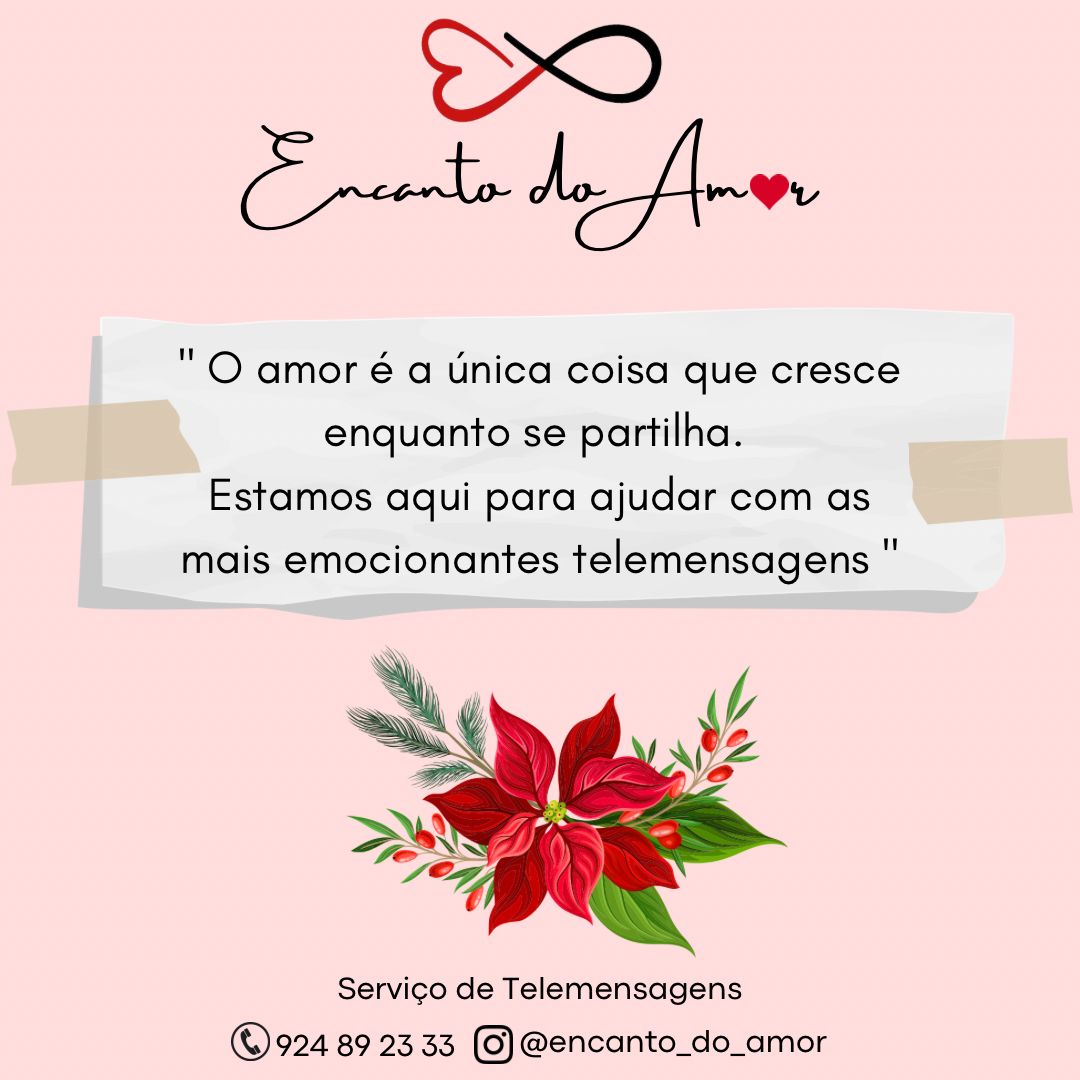 Encanto do Amor
" O amor é a única coisa que cresce
enquanto se partilha.
Estamos aqui para ajudar com as
mais emocionantes telemensagens "
Serviço de Telemensagens
924 89 23 33 @encanto_do_amor